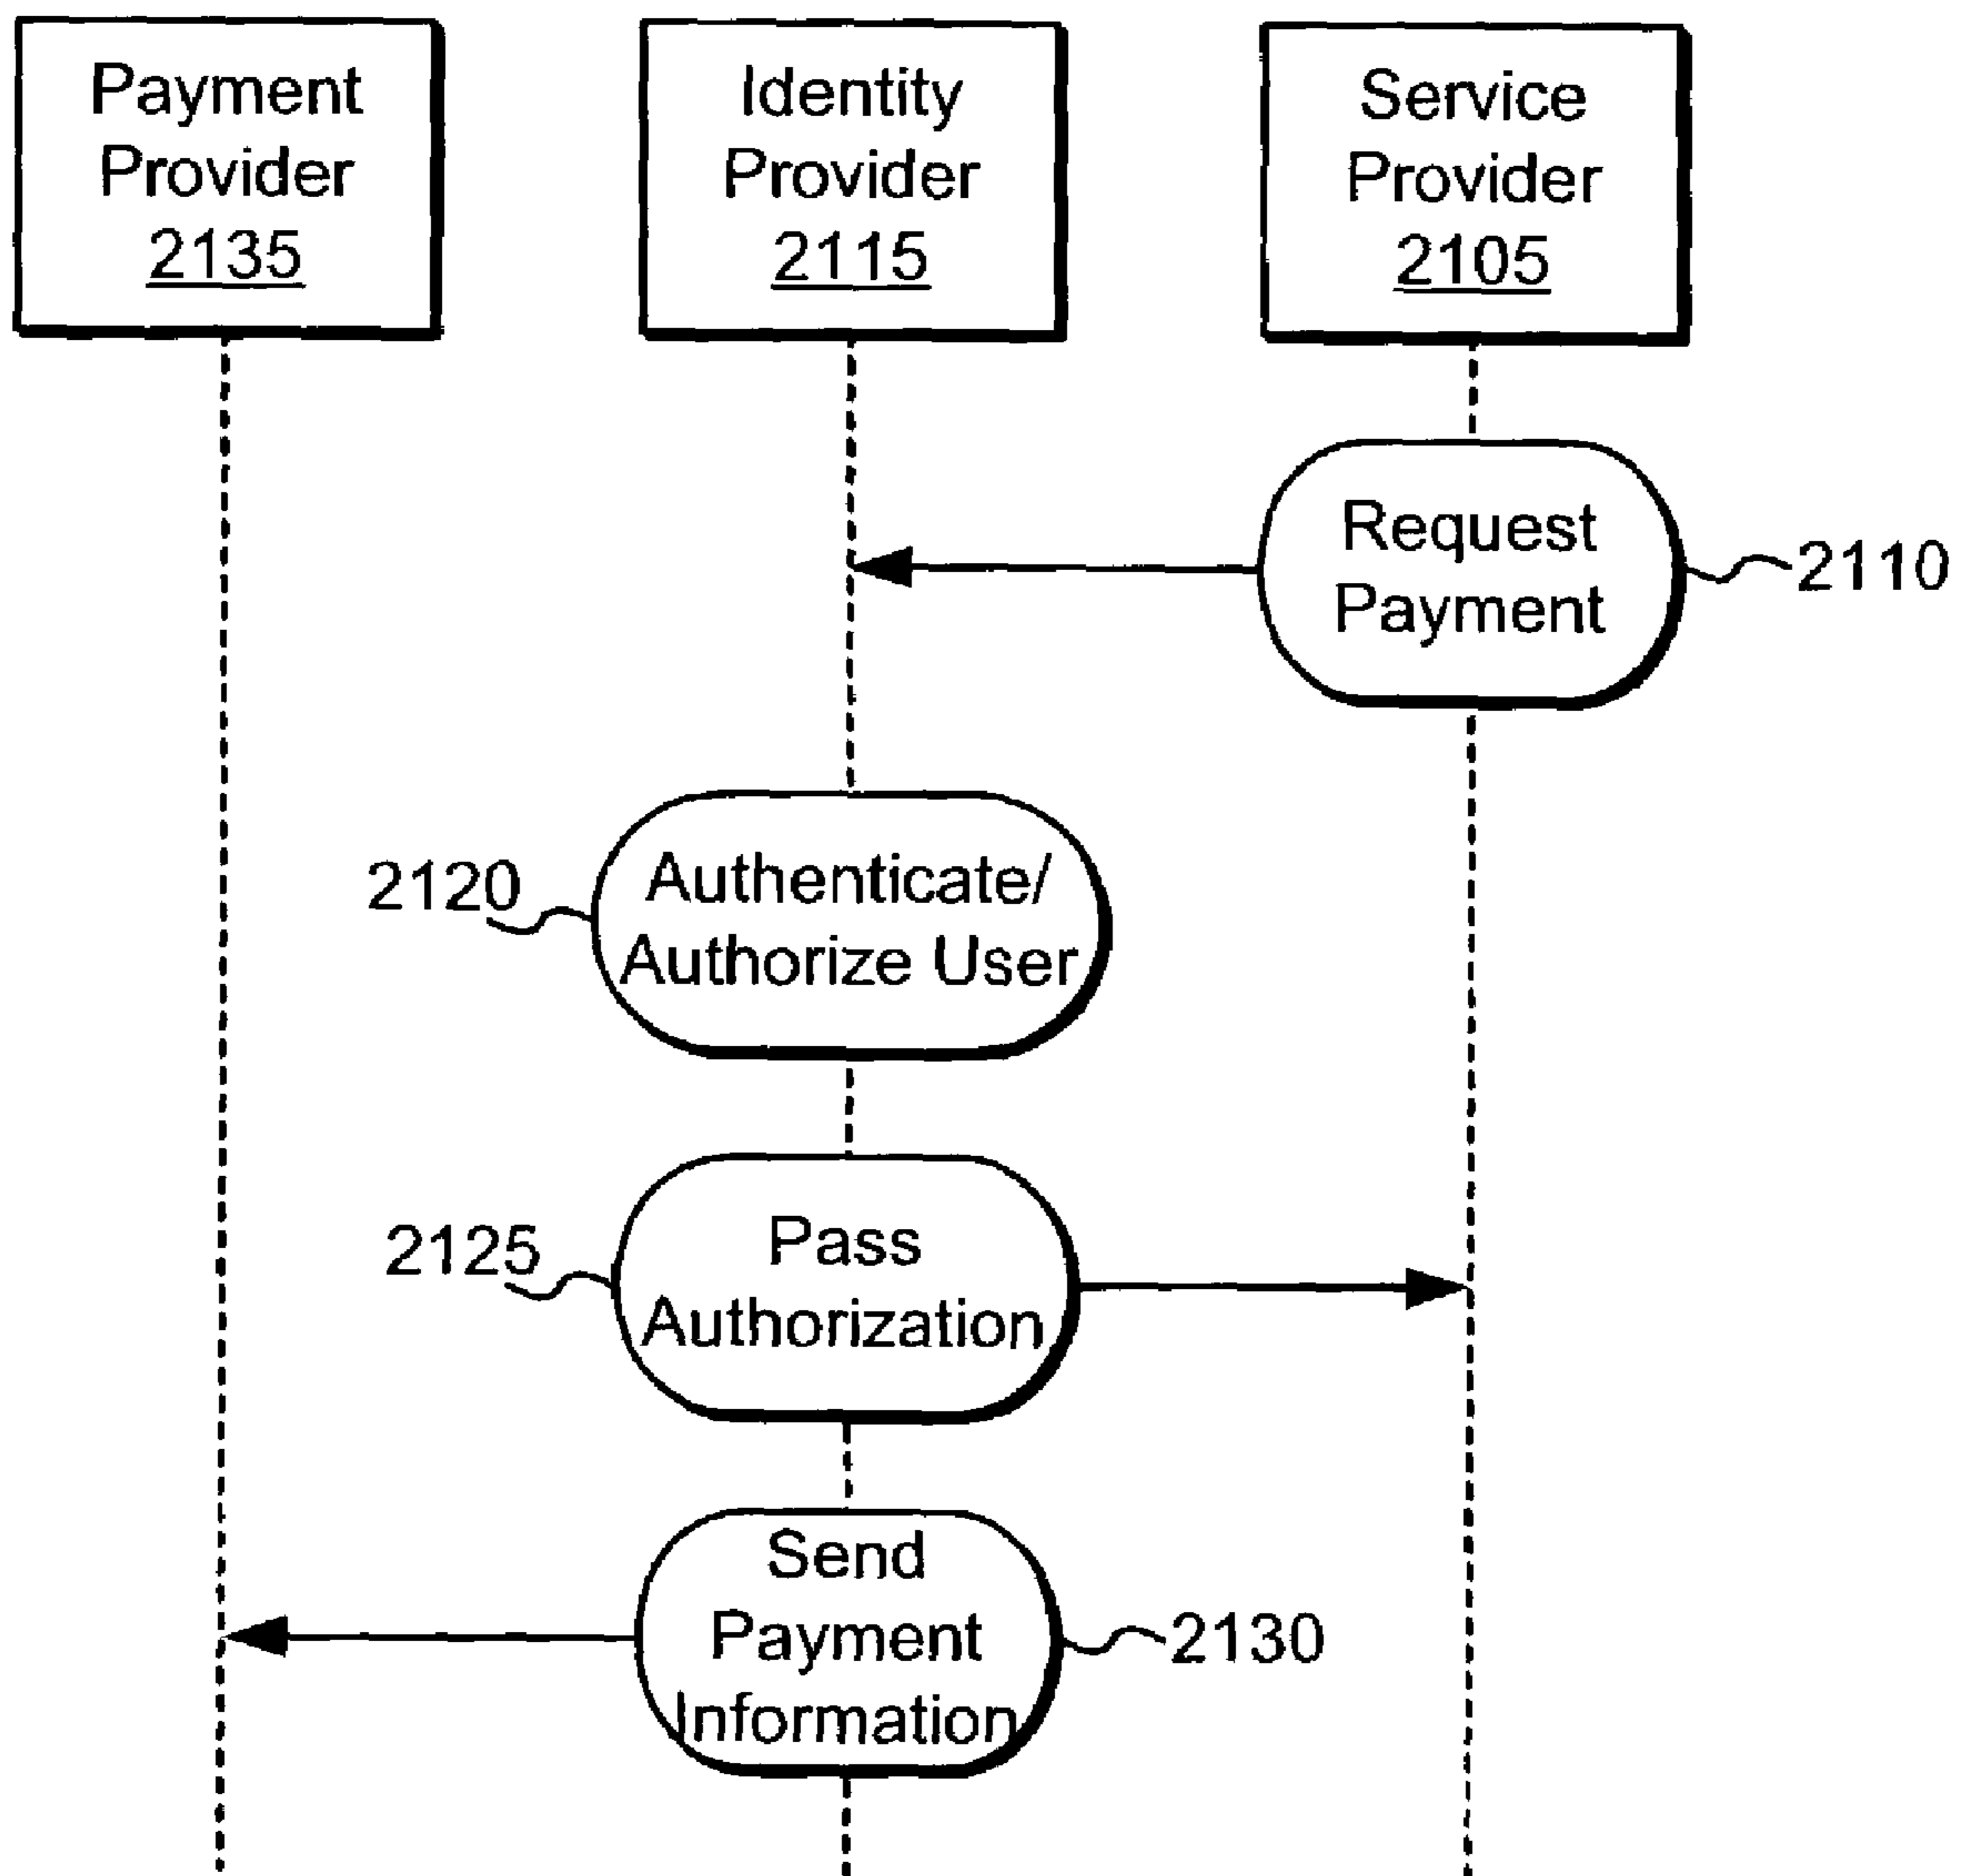 Payment
Provider
2135
Identity
Provider
2115
Service
Provider
2105
Request
Payment
2110
2120
Authenticate/
Authorize User
2125
Pass
Authorization
Send
Payment
Information
2130